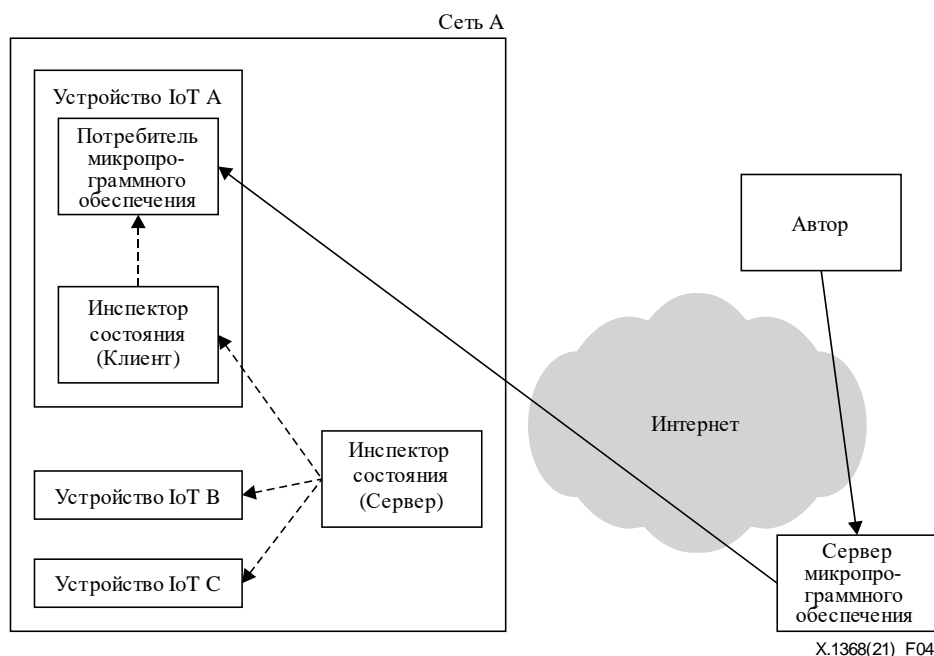 Сеть A
Устройство IoT A
Потребитель
микропро-
граммного
обеспечения
Инспектор
состояния
(Клиент)
Инспектор
состояния
(Сервер)
Устройство IoT B
Устройство IoT C
Автор
Интернет
Сервер
микропро-
граммного
обеспечения
X.1368(21)_F04